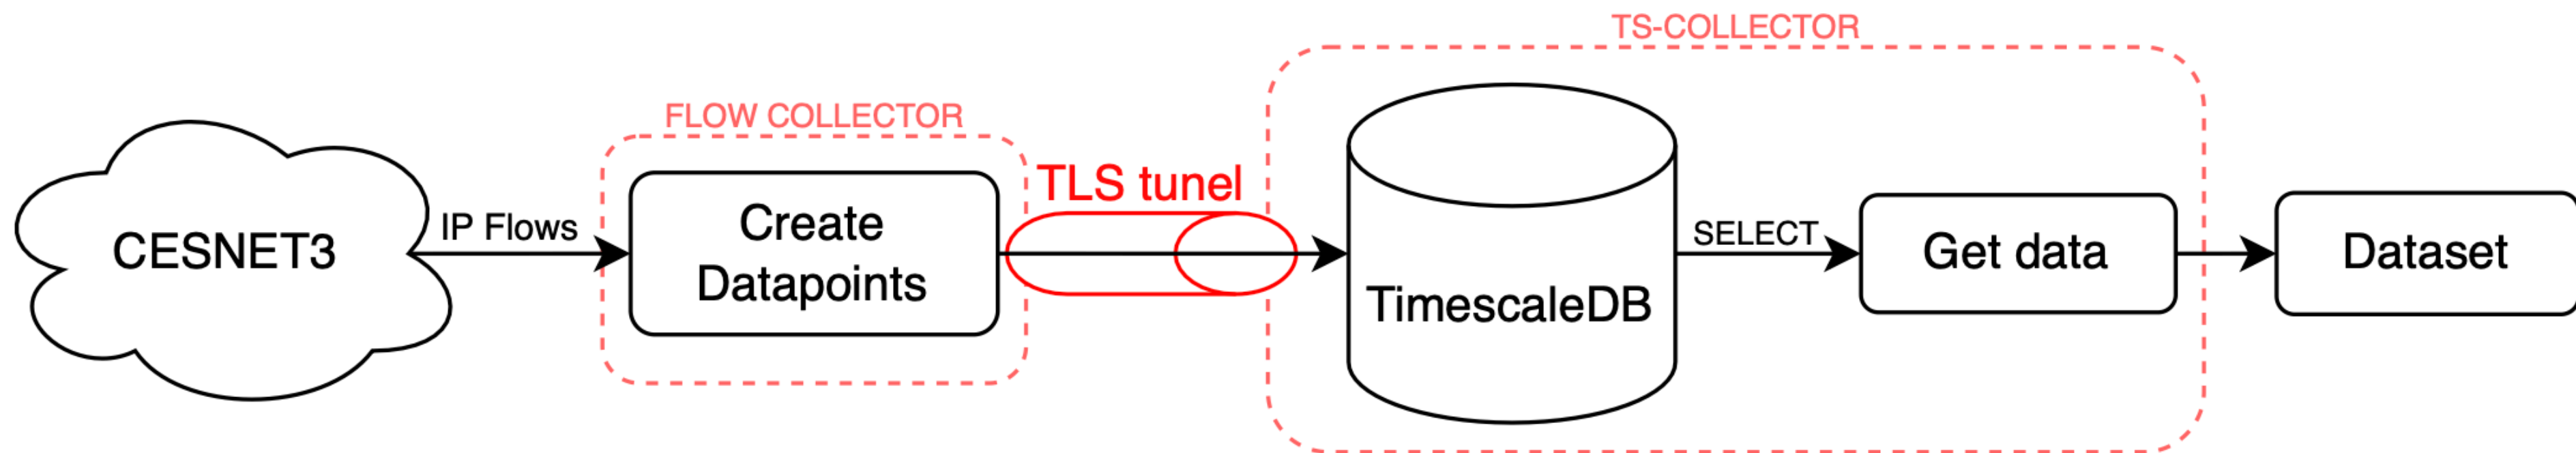 TS-COLLECTOR
FLOW COLLECTOR
TLS tunel
CESNET3
IP Flows
Create
Datapoints
TimescaleDB
SELECT
Get data
Dataset